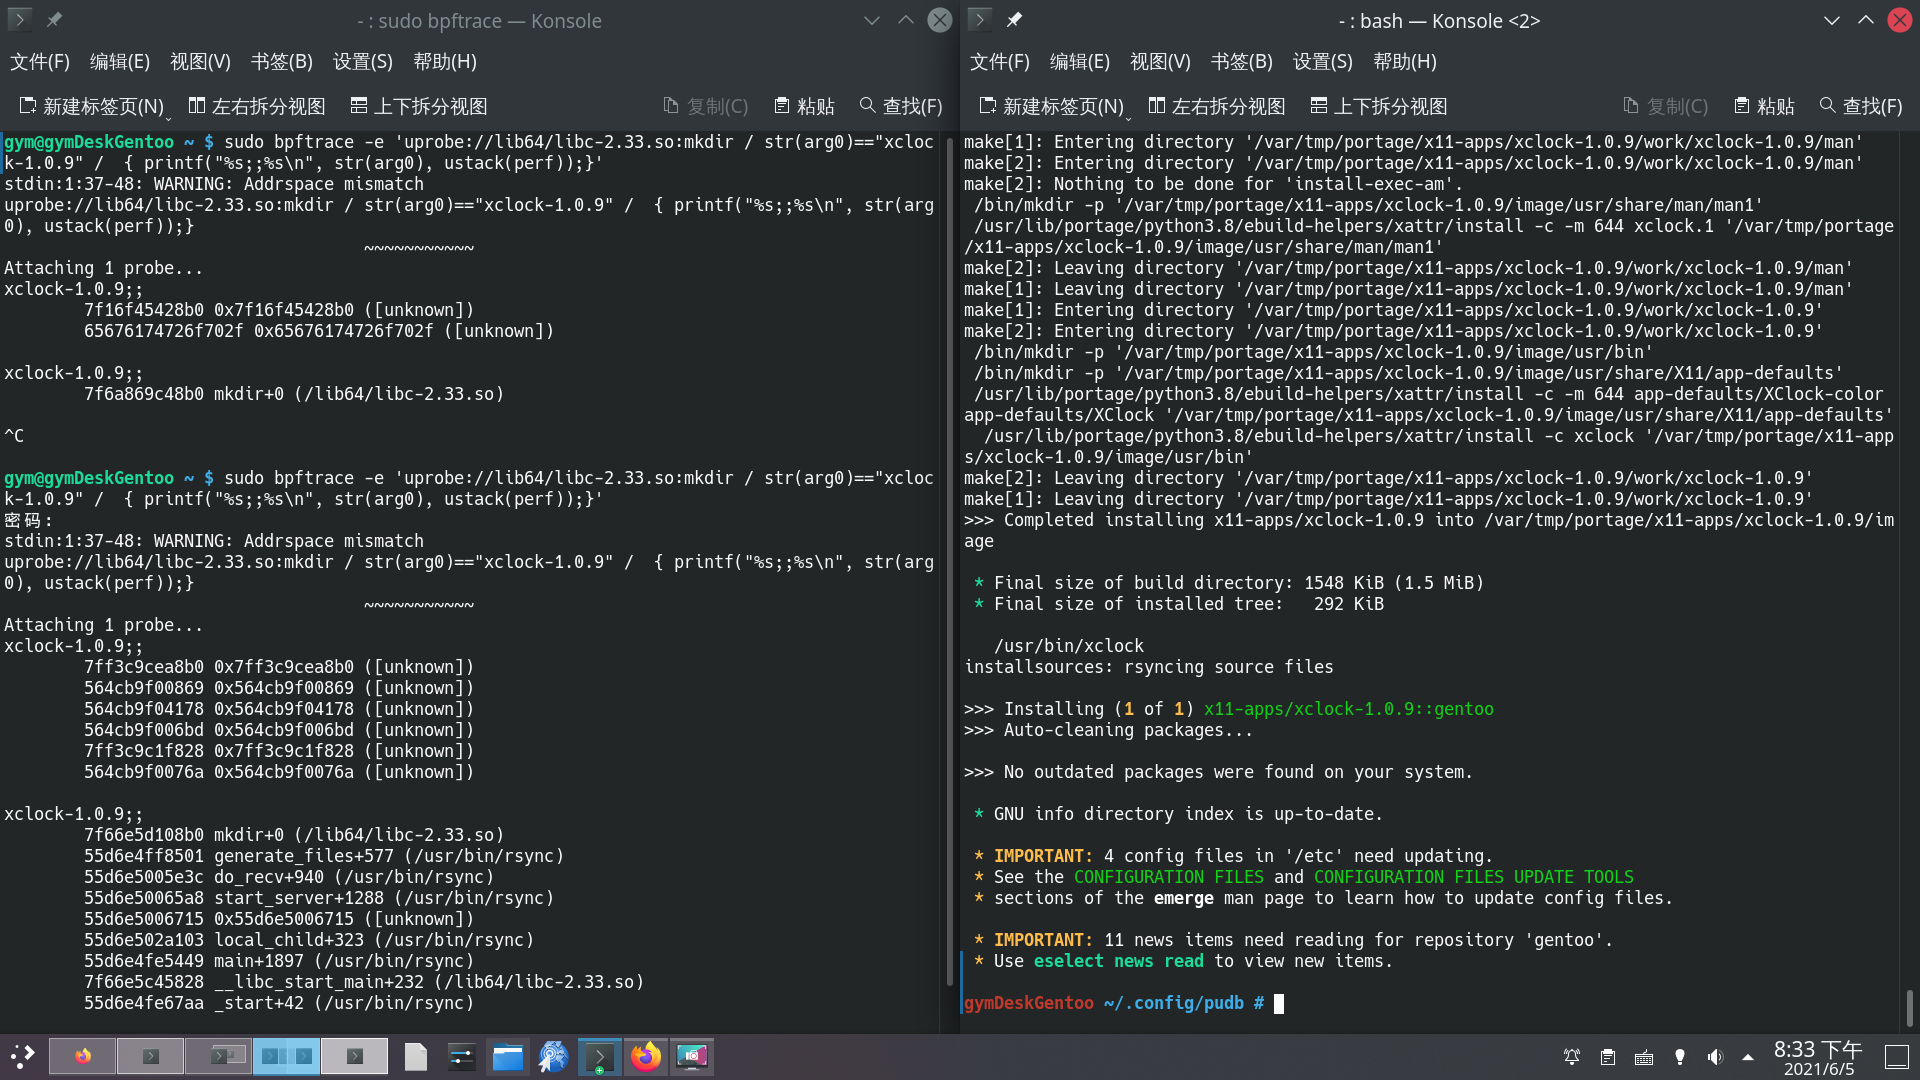 - : sudo bpftrace — Konsole
文件(F) 编辑(E) 视图(V) 书签(B) 设置(S) 帮助(H)
新建标签页(N) 左右拆分视图 上下拆分视图 复制(C) 粘贴 查找(F)
gym@gymDeskGentoo ~ $ sudo bpftrace -e 'uprobe://lib64/libc-2.33.so:mkdir / str(arg0)=="xcloc
k-1.0.9" /  { printf("%s;;%s\n", str(arg0), ustack(perf));}'
stdin:1:37-48: WARNING: Addrspace mismatch
uprobe://lib64/libc-2.33.so:mkdir / str(arg0)=="xclock-1.0.9" /  { printf("%s;;%s\n", str(arg
0), ustack(perf));}
                                    ~~~~~~~~~~~
Attaching 1 probe...
xclock-1.0.9;;
        7f16f45428b0 0x7f16f45428b0 ([unknown])
        65676174726f702f 0x65676174726f702f ([unknown])
xclock-1.0.9;;
        7f6a869c48b0 mkdir+0 (/lib64/libc-2.33.so)
^C
gym@gymDeskGentoo ~ $ sudo bpftrace -e 'uprobe://lib64/libc-2.33.so:mkdir / str(arg0)=="xcloc
k-1.0.9" /  { printf("%s;;%s\n", str(arg0), ustack(perf));}'
密码:
stdin:1:37-48: WARNING: Addrspace mismatch
uprobe://lib64/libc-2.33.so:mkdir / str(arg0)=="xclock-1.0.9" /  { printf("%s;;%s\n", str(arg
0), ustack(perf));}
                                    ~~~~~~~~~~~
Attaching 1 probe...
xclock-1.0.9;;
        7ff3c9cea8b0 0x7ff3c9cea8b0 ([unknown])
        564cb9f00869 0x564cb9f00869 ([unknown])
        564cb9f04178 0x564cb9f04178 ([unknown])
        564cb9f006bd 0x564cb9f006bd ([unknown])
        7ff3c9c1f828 0x7ff3c9c1f828 ([unknown])
        564cb9f0076a 0x564cb9f0076a ([unknown])
xclock-1.0.9;;
        7f66e5d108b0 mkdir+0 (/lib64/libc-2.33.so)
        55d6e4ff8501 generate_files+577 (/usr/bin/rsync)
        55d6e5005e3c do_recv+940 (/usr/bin/rsync)
        55d6e50065a8 start_server+1288 (/usr/bin/rsync)
        55d6e5006715 0x55d6e5006715 ([unknown])
        55d6e502a103 local_child+323 (/usr/bin/rsync)
        55d6e4fe5449 main+1897 (/usr/bin/rsync)
        7f66e5c45828 __libc_start_main+232 (/lib64/libc-2.33.so)
        55d6e4fe67aa _start+42 (/usr/bin/rsync)
- : bash — Konsole <2>
文件(F) 编辑(E) 视图(V) 书签(B) 设置(S) 帮助(H)
新建标签页(N) 左右拆分视图 上下拆分视图 复制(C) 粘贴 查找(F)
make[1]: Entering directory '/var/tmp/portage/x11-apps/xclock-1.0.9/work/xclock-1.0.9/man'
make[2]: Entering directory '/var/tmp/portage/x11-apps/xclock-1.0.9/work/xclock-1.0.9/man'
make[2]: Nothing to be done for 'install-exec-am'.
 /bin/mkdir -p '/var/tmp/portage/x11-apps/xclock-1.0.9/image/usr/share/man/man1'
 /usr/lib/portage/python3.8/ebuild-helpers/xattr/install -c -m 644 xclock.1 '/var/tmp/portage
/x11-apps/xclock-1.0.9/image/usr/share/man/man1'
make[2]: Leaving directory '/var/tmp/portage/x11-apps/xclock-1.0.9/work/xclock-1.0.9/man'
make[1]: Leaving directory '/var/tmp/portage/x11-apps/xclock-1.0.9/work/xclock-1.0.9/man'
make[1]: Entering directory '/var/tmp/portage/x11-apps/xclock-1.0.9/work/xclock-1.0.9'
make[2]: Entering directory '/var/tmp/portage/x11-apps/xclock-1.0.9/work/xclock-1.0.9'
 /bin/mkdir -p '/var/tmp/portage/x11-apps/xclock-1.0.9/image/usr/bin'
 /bin/mkdir -p '/var/tmp/portage/x11-apps/xclock-1.0.9/image/usr/share/X11/app-defaults'
 /usr/lib/portage/python3.8/ebuild-helpers/xattr/install -c -m 644 app-defaults/XClock-color
app-defaults/XClock '/var/tmp/portage/x11-apps/xclock-1.0.9/image/usr/share/X11/app-defaults'
  /usr/lib/portage/python3.8/ebuild-helpers/xattr/install -c xclock '/var/tmp/portage/x11-app
s/xclock-1.0.9/image/usr/bin'
make[2]: Leaving directory '/var/tmp/portage/x11-apps/xclock-1.0.9/work/xclock-1.0.9'
make[1]: Leaving directory '/var/tmp/portage/x11-apps/xclock-1.0.9/work/xclock-1.0.9'
>>> Completed installing x11-apps/xclock-1.0.9 into /var/tmp/portage/x11-apps/xclock-1.0.9/im
age
 * Final size of build directory: 1548 KiB (1.5 MiB)
 * Final size of installed tree:   292 KiB
   /usr/bin/xclock
installsources: rsyncing source files
>>> Installing (1 of 1) x11-apps/xclock-1.0.9::gentoo
>>> Auto-cleaning packages...
>>> No outdated packages were found on your system.
 * GNU info directory index is up-to-date.
 * IMPORTANT: 4 config files in '/etc' need updating.
 * See the CONFIGURATION FILES and CONFIGURATION FILES UPDATE TOOLS
 * sections of the emerge man page to learn how to update config files.
 * IMPORTANT: 11 news items need reading for repository 'gentoo'.
 * Use eselect news read to view new items.
gymDeskGentoo ~/.config/pudb #
8:33 下午
2021/6/5